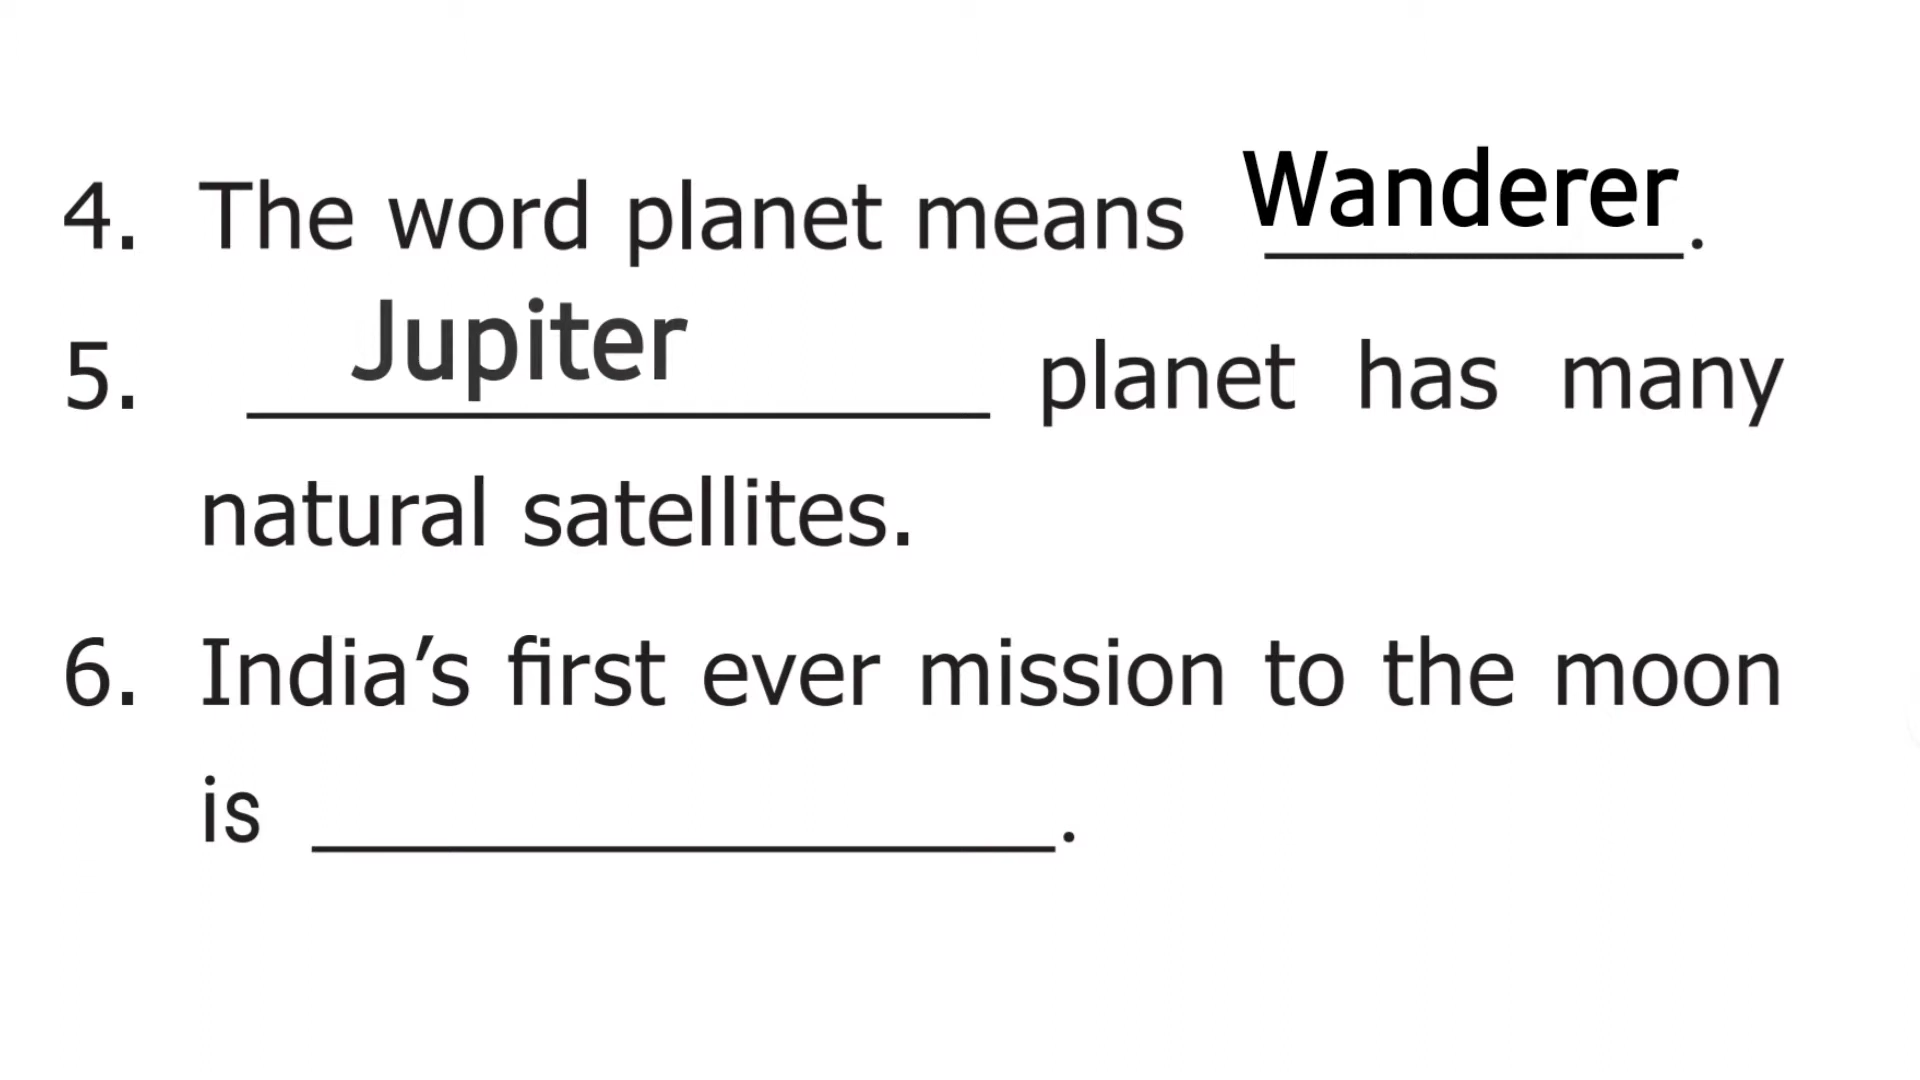 4. The word planet means Wanderer.
5. Jupiter planet has many
natural satellites.
6. India’s first ever mission to the moon
is ____________.